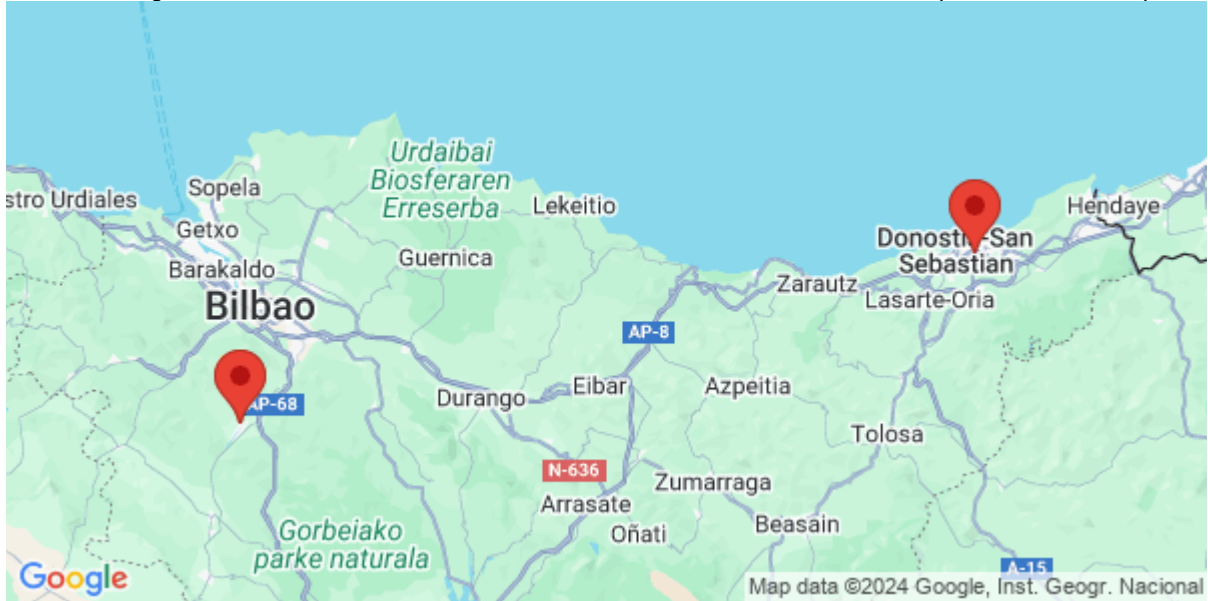 Urdaibai
Biosferaren
Erreserba
Sopela
stro Urdiales
Lekeitio
Hendaye
Getxo
Donostia-San
Sebastian
Guernica
Barakaldo
Zarautz
Lasarte-Oria
Bilbao
AP-8
Eibar
Azpeitia
Durango
AP-68
Tolosa
N-636
Zumarraga
Arrasate
Beasain
Oñati
Gorbeiako
parke naturala
A-15
Google
Map data ©2024 Google, Inst. Geogr. Nacional